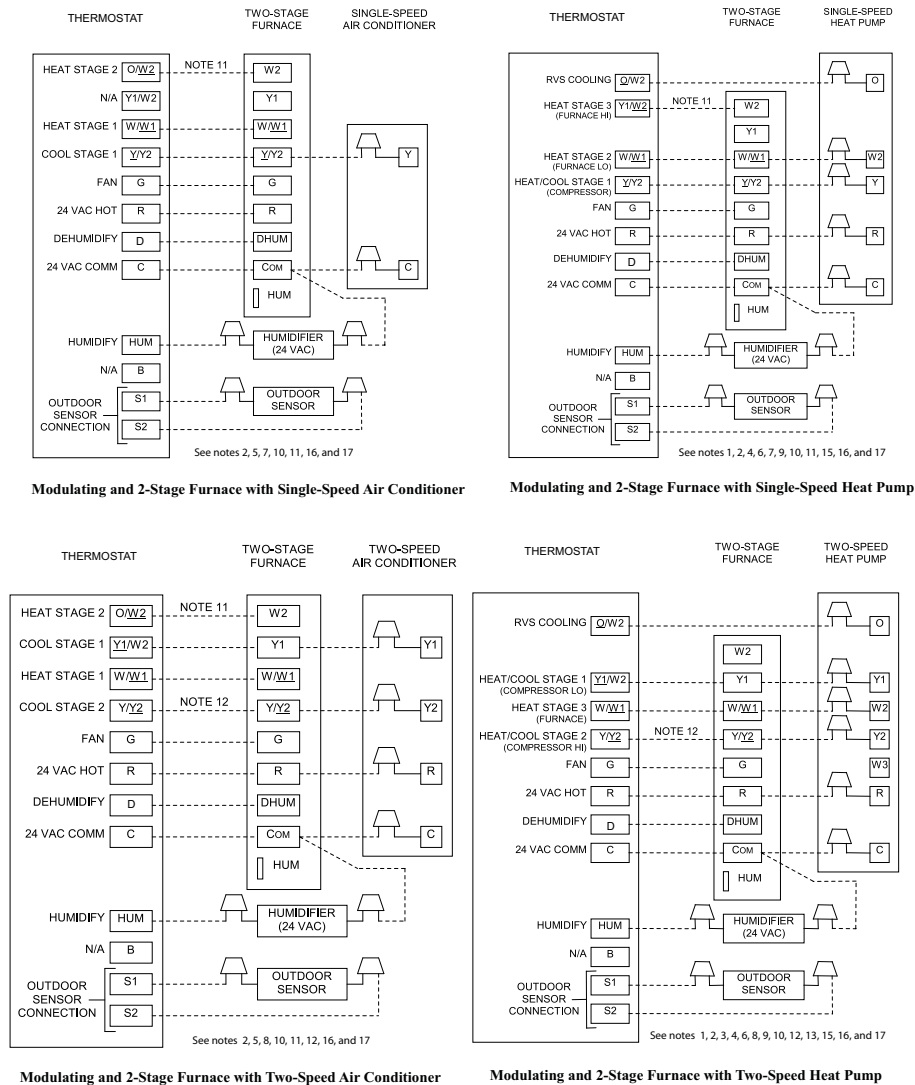 THERMOSTAT
TWO-STAGE
FURNACE
SINGLE-SPEED
AIR CONDITIONER
HEAT STAGE 2 O/W2 NOTE 11 W2
N/A Y1/W2 Y1
HEAT STAGE 1 W/W1 W/W1
COOL STAGE 1 Y/Y2 Y/Y2 Y
FAN G G
24 VAC HOT R R
DEHUMIDIFY D DHUM
24 VAC COMM C COM C
HUM
HUMIDIFY HUM HUMIDIFIER
(24 VAC)
N/A B
OUTDOOR
SENSOR
CONNECTION
S1 OUTDOOR
SENSOR
S2
See notes 2, 5, 7, 10, 11, 16, and 17
Modulating and 2-Stage Furnace with Single-Speed Air Conditioner
THERMOSTAT
TWO-STAGE
FURNACE
SINGLE-SPEED
HEAT PUMP
RVS COOLING O/W2 O
HEAT STAGE 3 Y1/W2 NOTE 11 W2
(FURNACE HI)
Y1
HEAT STAGE 2 W/W1 W/W1 W2
(FURNACE LO)
HEAT/COOL STAGE 1 Y/Y2 Y/Y2 Y
(COMPRESSOR)
FAN G G
24 VAC HOT R R R
DEHUMIDIFY D DHUM
24 VAC COMM C COM C
HUM
HUMIDIFY HUM HUMIDIFIER
(24 VAC)
N/A B
OUTDOOR
SENSOR
CONNECTION
S1 OUTDOOR
SENSOR
S2
See notes 1, 2, 4, 6, 7, 9, 10, 11, 15, 16, and 17
Modulating and 2-Stage Furnace with Single-Speed Heat Pump
THERMOSTAT
TWO-STAGE
FURNACE
TWO-SPEED
AIR CONDITIONER
HEAT STAGE 2 O/W2 NOTE 11 W2
COOL STAGE 1 Y1/W2 Y1 Y1
HEAT STAGE 1 W/W1 W/W1
COOL STAGE 2 Y/Y2 NOTE 12 Y/Y2 Y2
FAN G G
24 VAC HOT R R R
DEHUMIDIFY D DHUM
24 VAC COMM C COM C
HUM
HUMIDIFY HUM HUMIDIFIER
(24 VAC)
N/A B
OUTDOOR
SENSOR
CONNECTION
S1 OUTDOOR
SENSOR
S2
See notes 2, 5, 8, 10, 11, 12, 16, and 17
Modulating and 2-Stage Furnace with Two-Speed Air Conditioner
THERMOSTAT
TWO-STAGE
FURNACE
TWO-SPEED
HEAT PUMP
RVS COOLING O/W2 O
W2
HEAT/COOL STAGE 1 Y1/W2 Y1 Y1
(COMPRESSOR LO)
HEAT STAGE 3 W/W1 W/W1 W2
(FURNACE)
HEAT/COOL STAGE 2 Y/Y2 NOTE 12 Y/Y2 Y2
(COMPRESSOR HI)
FAN G G W3
24 VAC HOT R R R
DEHUMIDIFY D DHUM
24 VAC COMM C COM C
HUM
HUMIDIFY HUM HUMIDIFIER
(24 VAC)
N/A B
OUTDOOR
SENSOR
CONNECTION
S1 OUTDOOR
SENSOR
S2
See notes 1, 2, 3, 4, 6, 8, 9, 10, 12, 13, 15, 16, and 17
Modulating and 2-Stage Furnace with Two-Speed Heat Pump